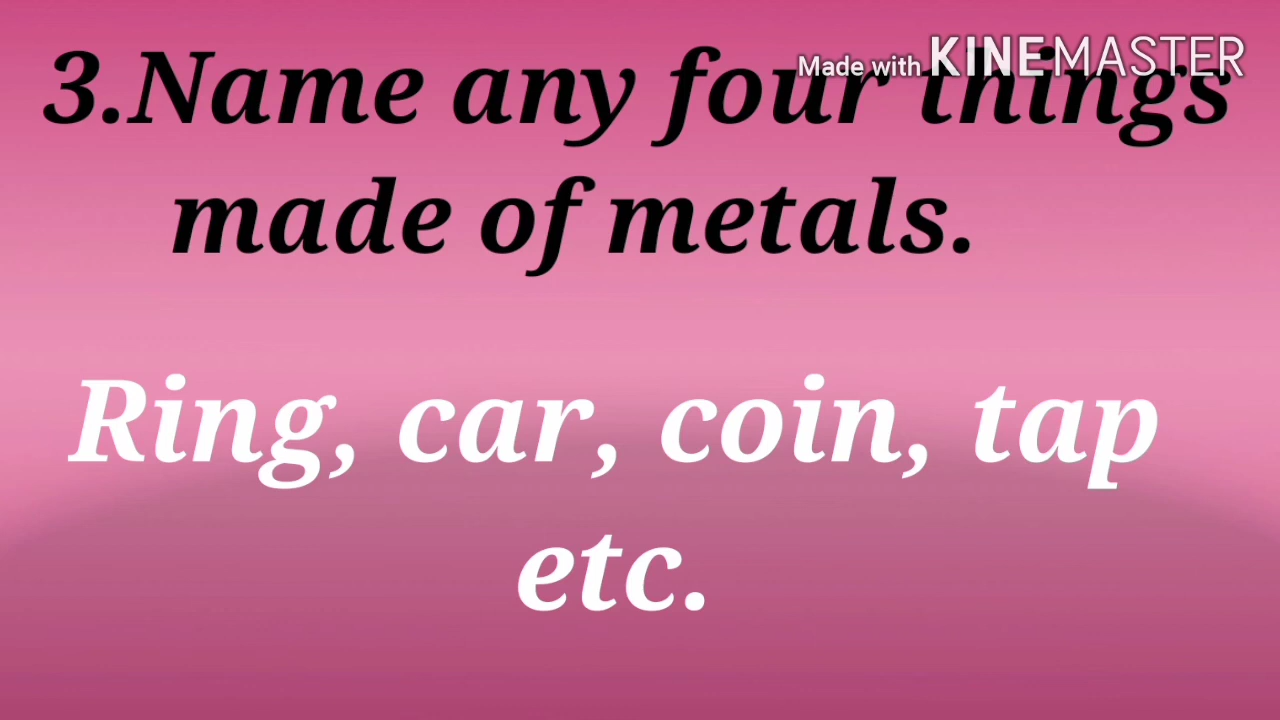 Made with KINEMASTER
3.Name any four things
made of metals.
Ring, car, coin, tap
etc.